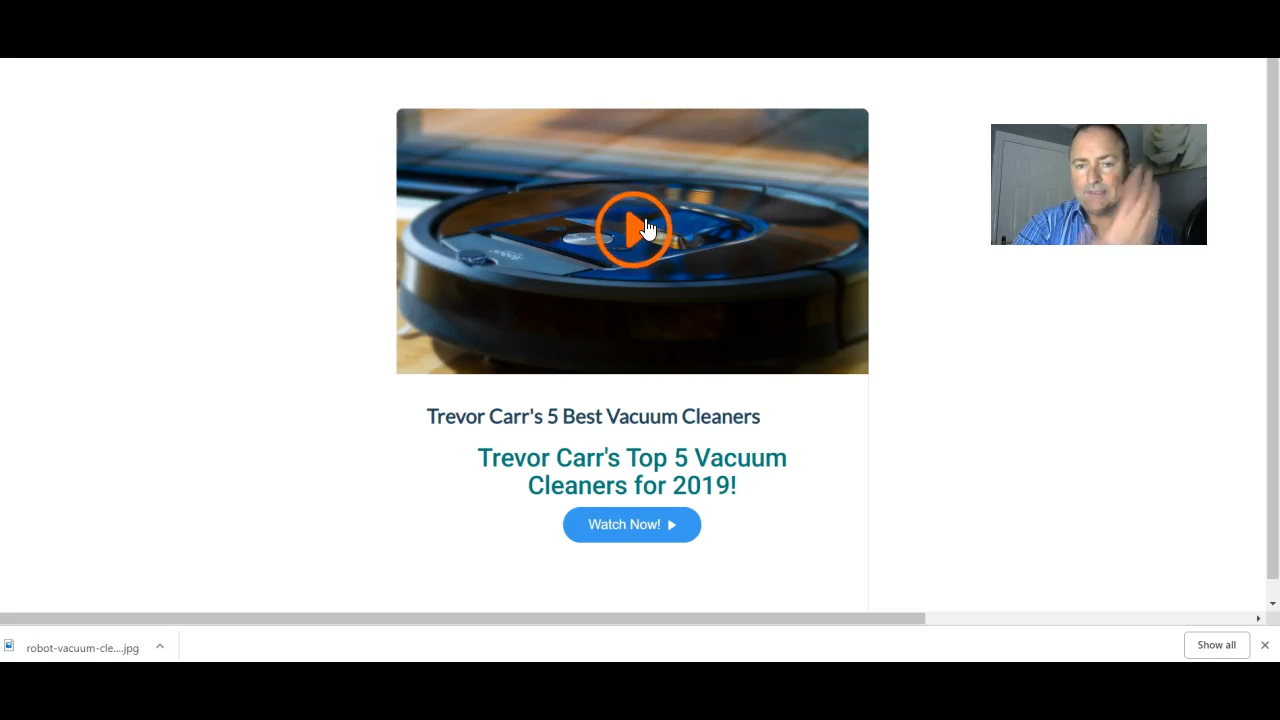 Trevor Carr's 5 Best Vacuum Cleaners
Trevor Carr's Top 5 Vacuum
Cleaners for 2019!
Watch Now!
robot-vacuum-cle....jpg
Show all